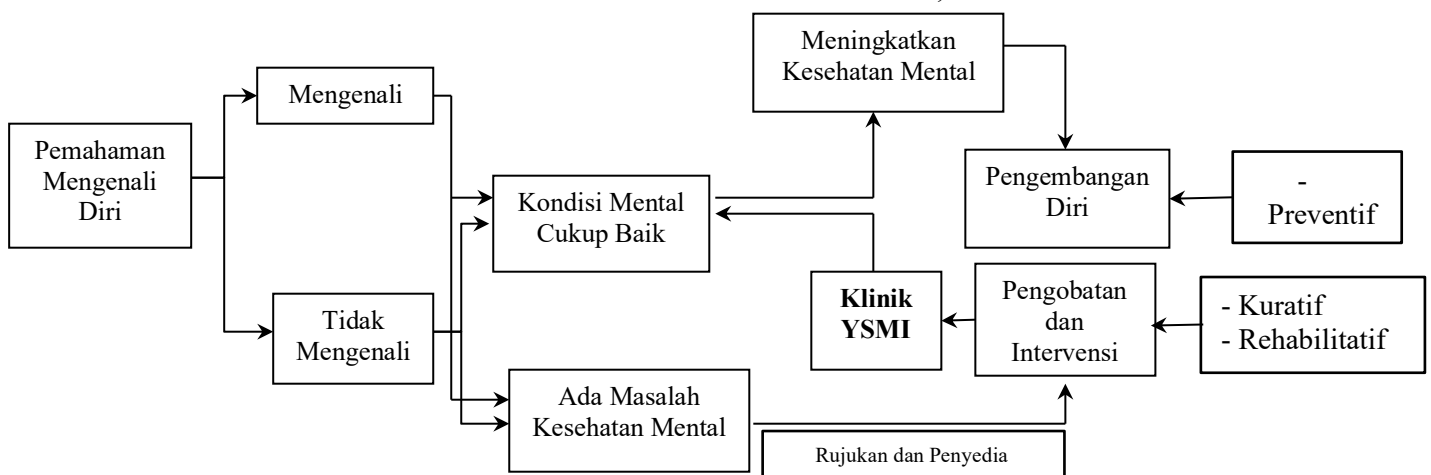 Meningkatkan
Kesehatan Mental
Mengenali
Pemahaman
Mengenali
Diri
Kondisi Mental
Cukup Baik
Pengembangan
Diri
-
Preventif
Tidak
Mengenali
Klinik
YSMI
Pengobatan
dan
Intervensi
- Kuratif
- Rehabilitatif
Ada Masalah
Kesehatan Mental
Rujukan dan Penyedia